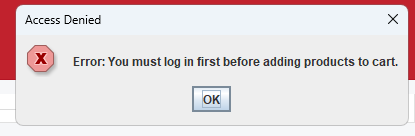 Access Denied
Error: You must log in first before adding products to cart.
OK